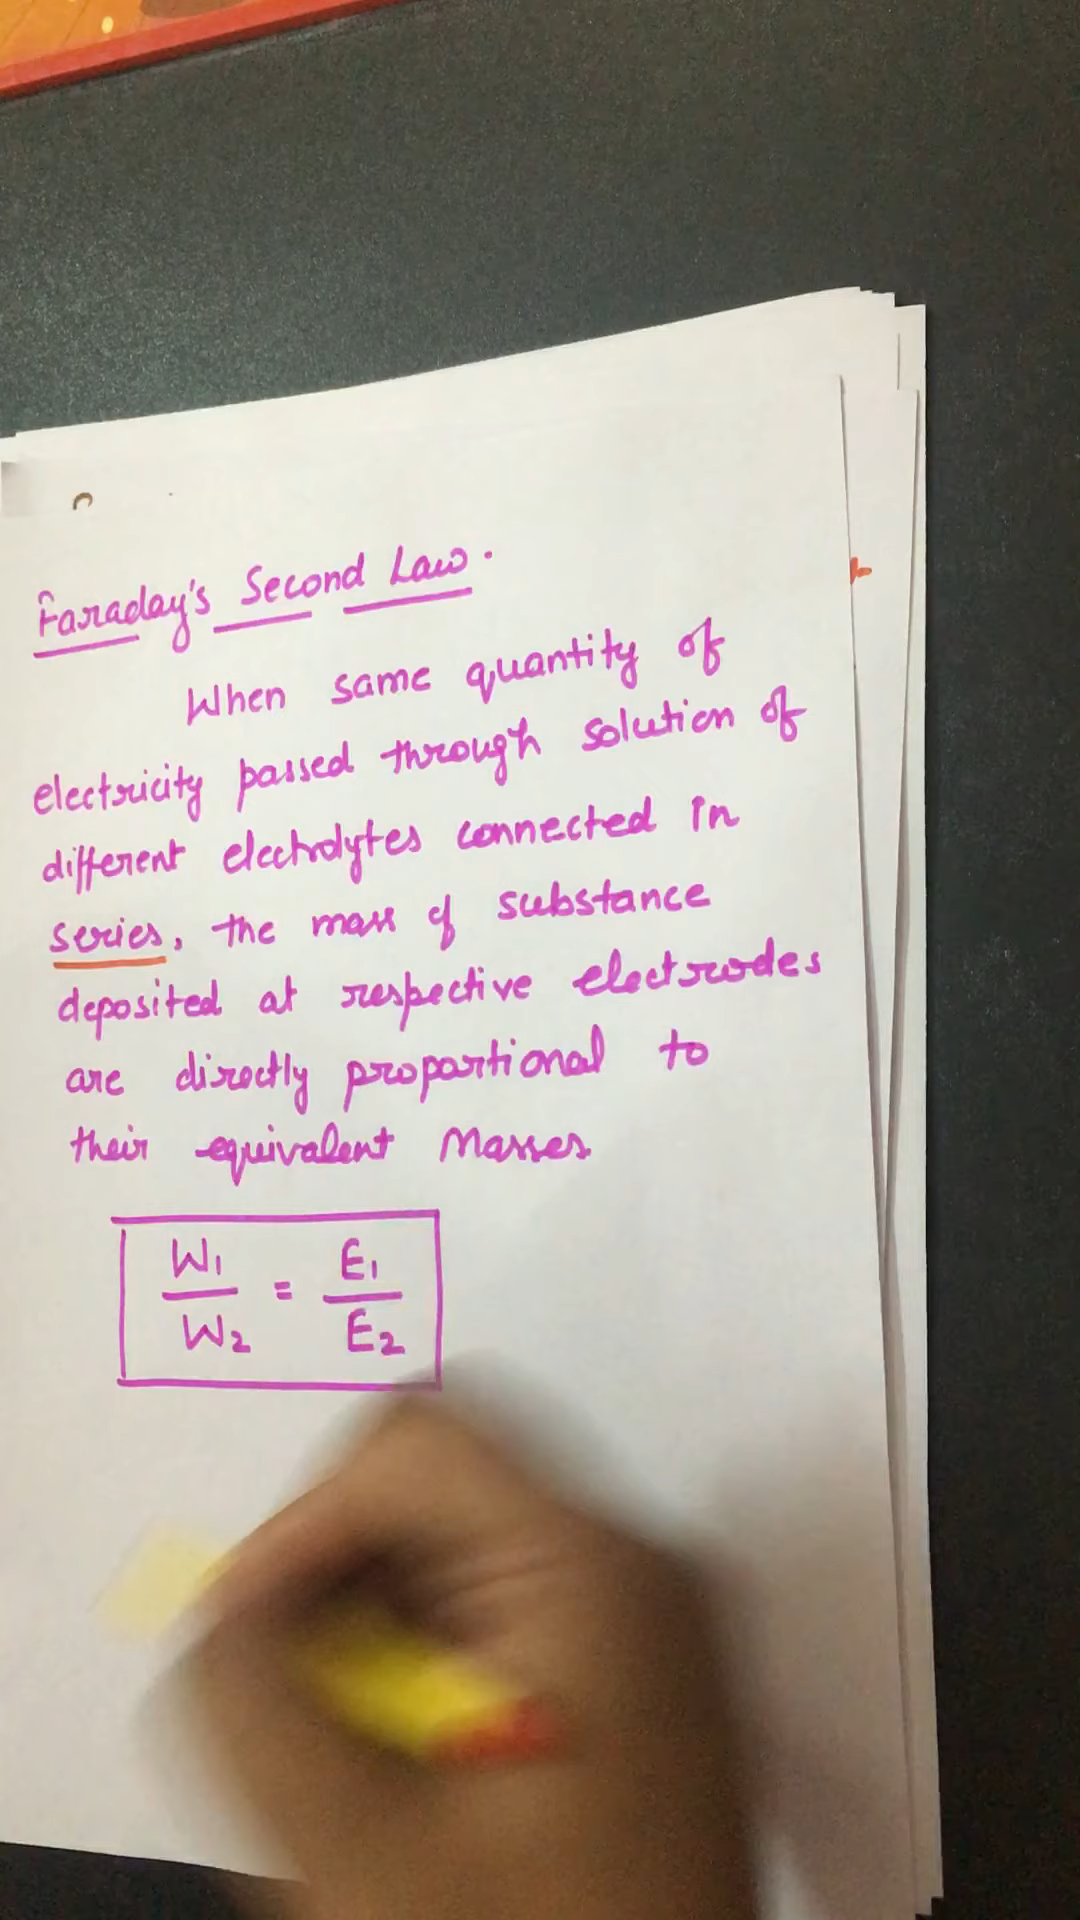 Faraday's Second Law.
When same quantity of
electricity passed through solution of
different electrolytes connected in
series, the mass of substance
deposited at respective electrodes
are directly proportional to
their equivalent Masses
W₁/W₂ = E₁/E₂